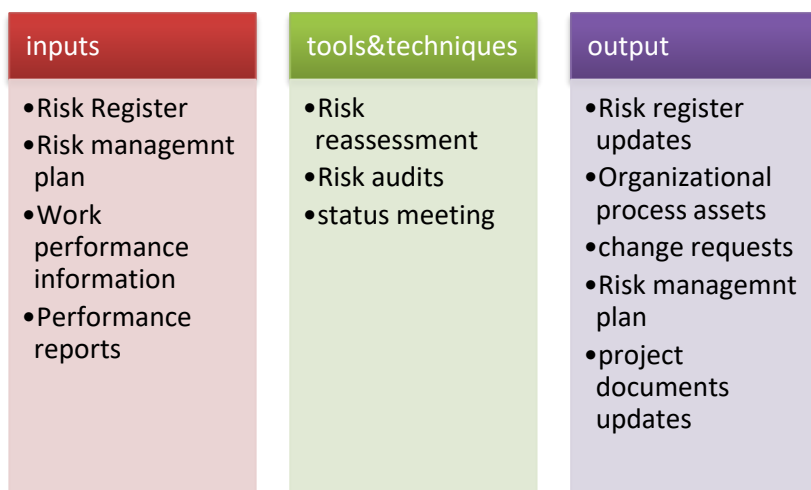 inputs
•Risk Register
•Risk managemnt
plan
•Work
performance
information
•Performance
reports
tools&techniques
•Risk
reassessment
•Risk audits
•status meeting
output
•Risk register
updates
•Organizational
process assets
•change requests
•Risk managemnt
plan
•project
documents
updates